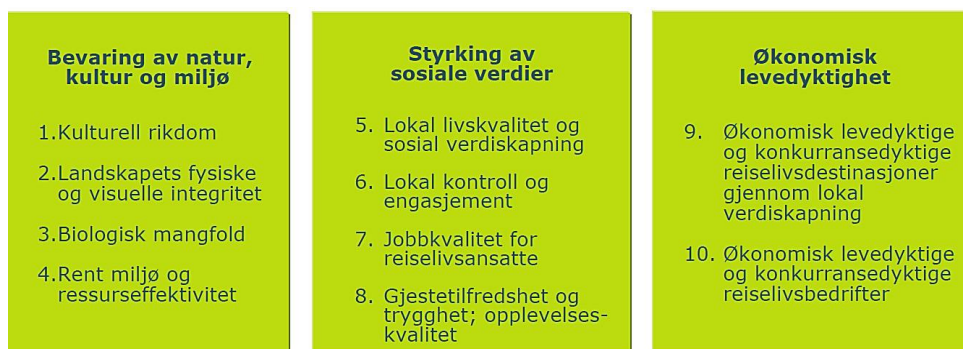 Bevaring av natur,
kultur og miljø
1.Kulturell rikdom
2.Landskapets fysiske
og visuelle integritet
3.Biologisk mangfold
4.Rent miljø og
ressurseffektivitet
Styrking av
sosiale verdier
5. Lokal livskvalitet og
sosial verdiskapning
6. Lokal kontroll og
engasjement
7. Jobbkvalitet for
reiselivsansatte
8. Gjestetilfredshet og
trygghet; opplevelses-
kvalitet
Økonomisk
levedyktighet
9. Økonomisk levedyktige
og konkurransedyktige
reiselivsdestinasjoner
gjennom lokal
verdiskapning
10. Økonomisk levedyktige
og konkurransedyktige
reiselivsbedrifter